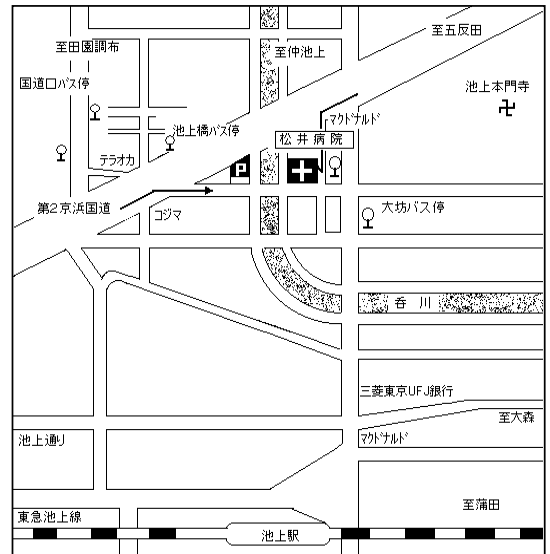 至五反田
至田園調布
至仲池上
国道口バス停
池上本門寺
マクドナルド
池上橋バス停
松井病院
テラオカ
P
第2京浜国道
コジマ
大坊バス停
呑川
三菱東京UFJ銀行
至大森
池上通り
マクドナルド
至蒲田
東急池上線
池上駅